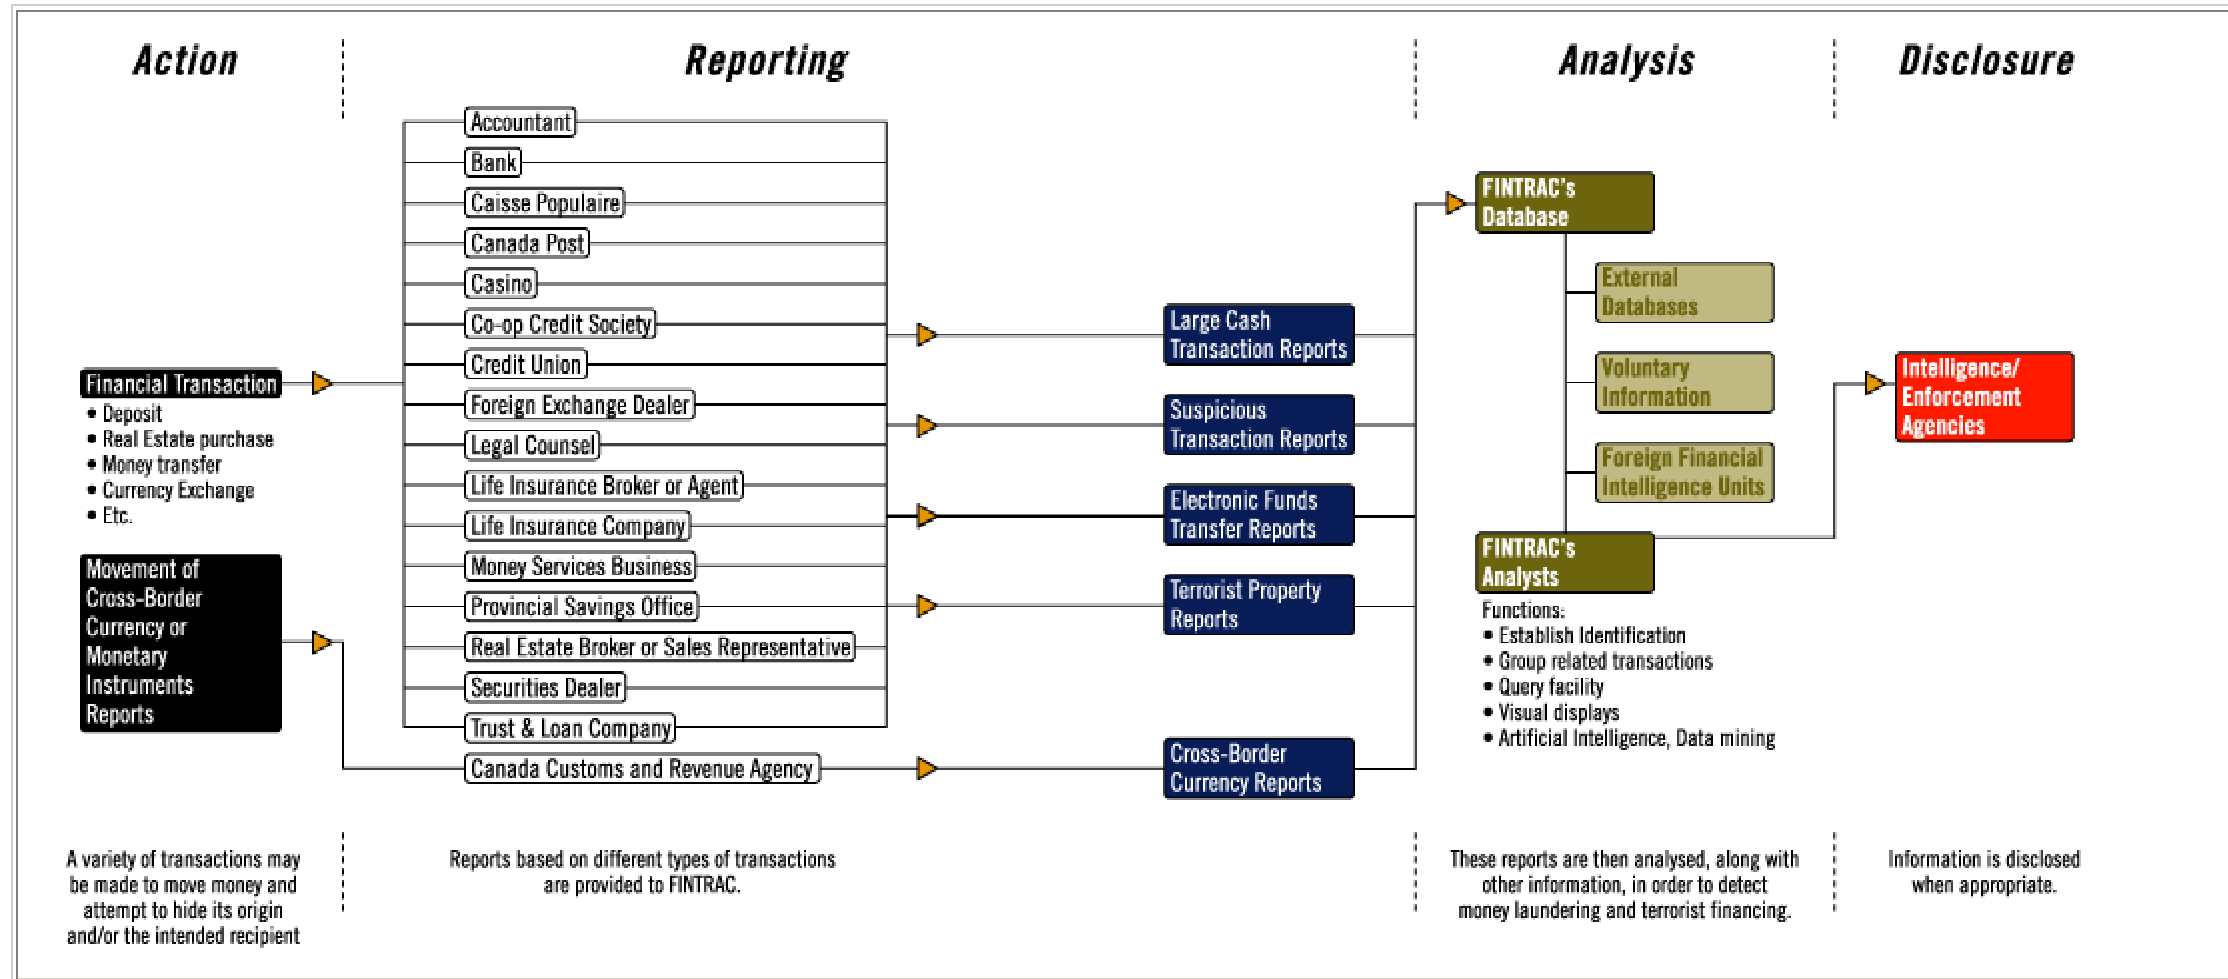 Action
Reporting
Analysis
Disclosure
Financial Transaction
• Deposit
• Real Estate purchase
• Money transfer
• Currency Exchange
• Etc.
Movement of
Cross-Border
Currency or
Monetary
Instruments
Reports
Accountant
Bank
Caisse Populaire
Canada Post
Casino
Co-op Credit Society
Credit Union
Foreign Exchange Dealer
Legal Counsel
Life Insurance Broker or Agent
Life Insurance Company
Money Services Business
Provincial Savings Office
Real Estate Broker or Sales Representative
Securities Dealer
Trust & Loan Company
Canada Customs and Revenue Agency
Large Cash
Transaction Reports
Suspicious
Transaction Reports
Electronic Funds
Transfer Reports
Terrorist Property
Reports
Cross-Border
Currency Reports
FINTRAC's
Database
External
Databases
Voluntary
Information
Foreign Financial
Intelligence Units
FINTRAC's
Analysts
Functions:
• Establish Identification
• Group related transactions
• Query facility
• Visual displays
• Artificial Intelligence, Data mining
Intelligence/
Enforcement
Agencies
A variety of transactions may
be made to move money and
attempt to hide its origin
and/or the intended recipient
Reports based on different types of transactions
are provided to FINTRAC.
These reports are then analysed, along with
other information, in order to detect
money laundering and terrorist financing.
Information is disclosed
when appropriate.